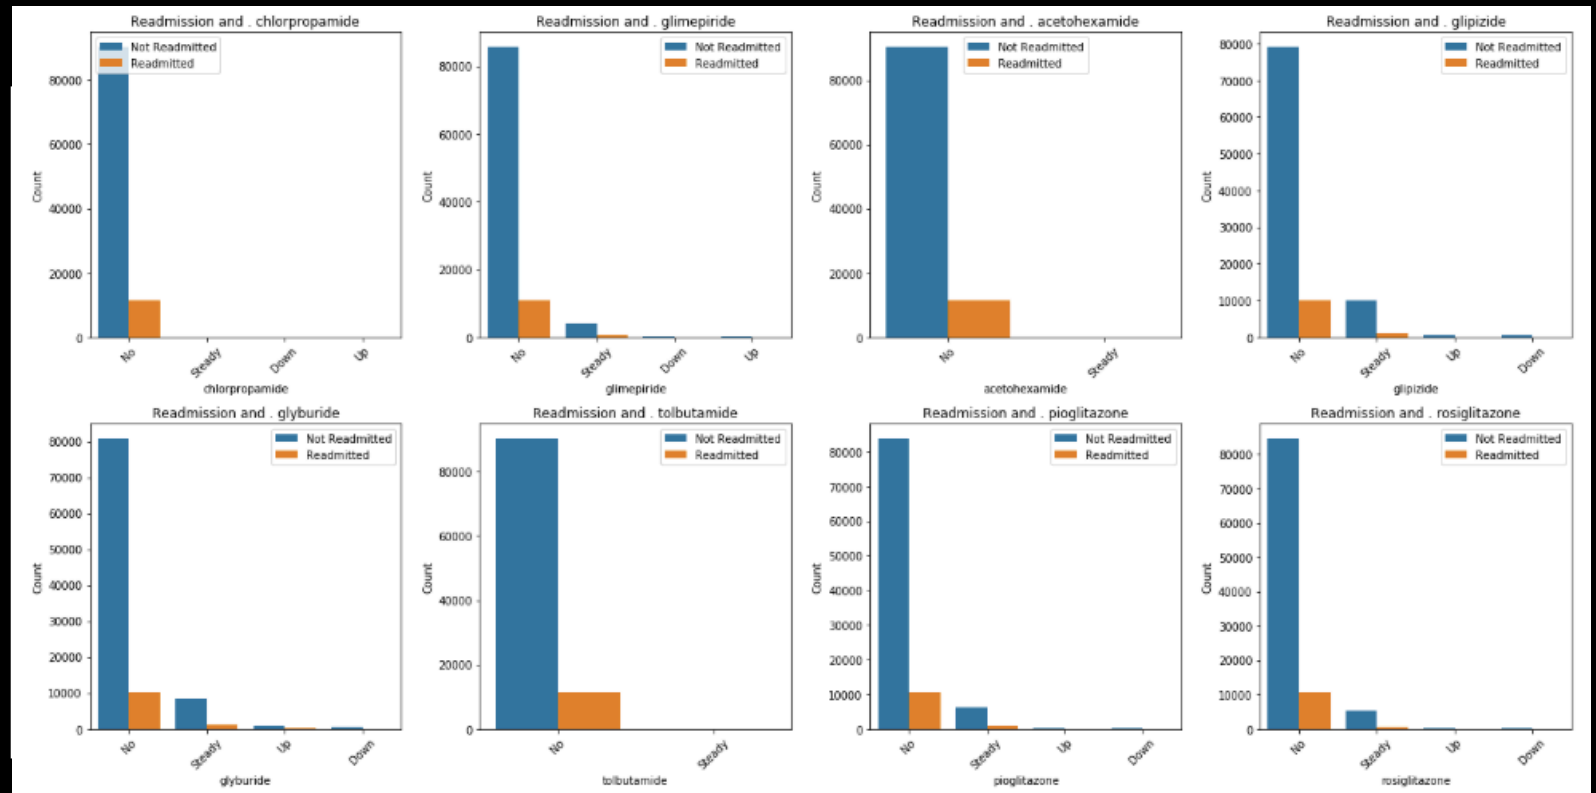 Readmission and . chlorpropamide
Not Readmitted
Readmitted
Count
80000
60000
40000
20000
0
No
Steady
Down
Up
chlorpropamide
Readmission and . glimepiride
Not Readmitted
Readmitted
Count
80000
60000
40000
20000
0
No
Steady
Down
Up
glimepiride
Readmission and . acetohexamide
Not Readmitted
Readmitted
Count
80000
60000
40000
20000
0
No
Steady
acetohexamide
Readmission and . glipizide
Not Readmitted
Readmitted
Count
80000
70000
60000
50000
40000
30000
20000
10000
0
No
Steady
Up
Down
glipizide
Readmission and . glyburide
Not Readmitted
Readmitted
Count
80000
70000
60000
50000
40000
30000
20000
10000
0
No
Steady
Up
Down
glyburide
Readmission and . tolbutamide
Not Readmitted
Readmitted
Count
80000
60000
40000
20000
0
No
Steady
tolbutamide
Readmission and . pioglitazone
Not Readmitted
Readmitted
Count
80000
70000
60000
50000
40000
30000
20000
10000
0
No
Steady
Up
Down
pioglitazone
Readmission and . rosiglitazone
Not Readmitted
Readmitted
Count
80000
70000
60000
50000
40000
30000
20000
10000
0
No
Steady
Up
Down
rosiglitazone